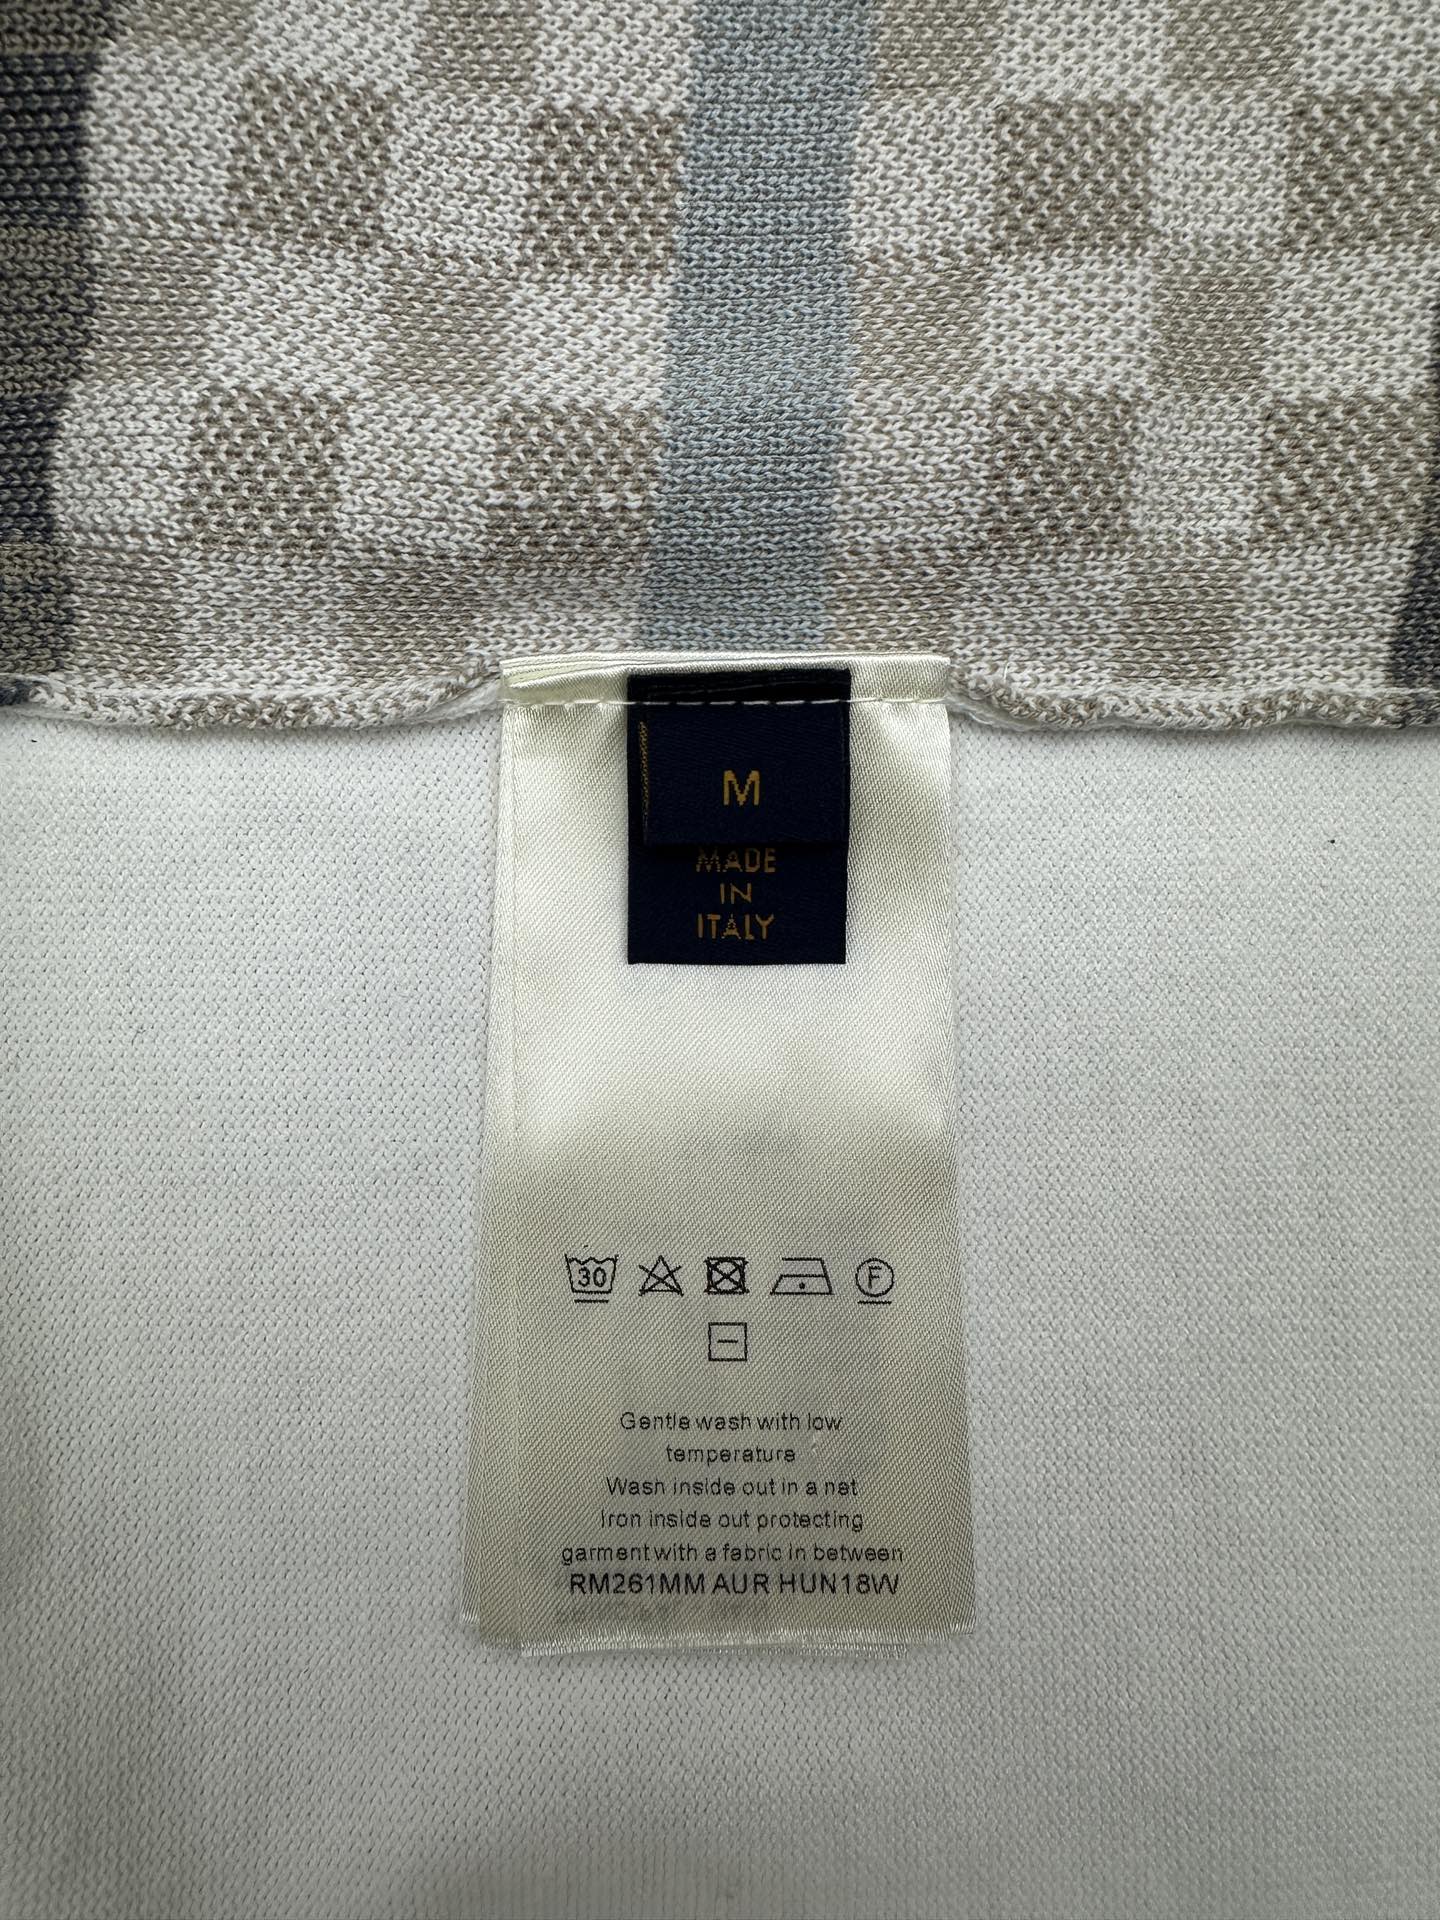 M
MADE
IN
ITALY
30
F
Gentle wash with low
temperature
Wash inside out in a net
Iron inside out protecting
garment with a fabric in between
RM261MM AUR HUN18W